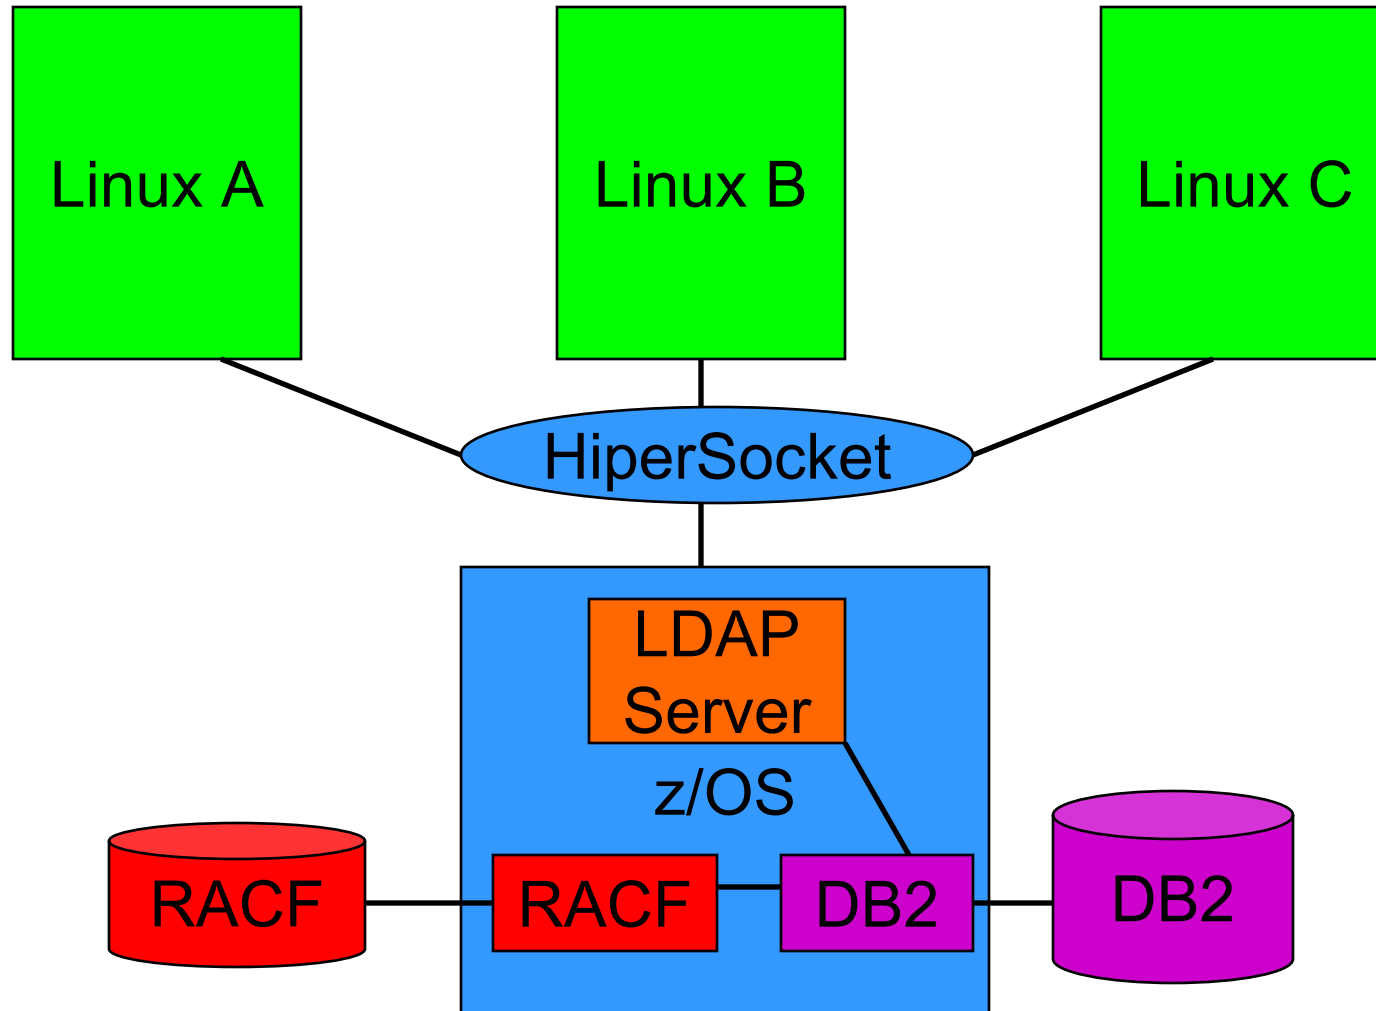 Linux A
Linux B
Linux C
HiperSocket
LDAP
Server
z/OS
RACF
RACF
DB2
DB2